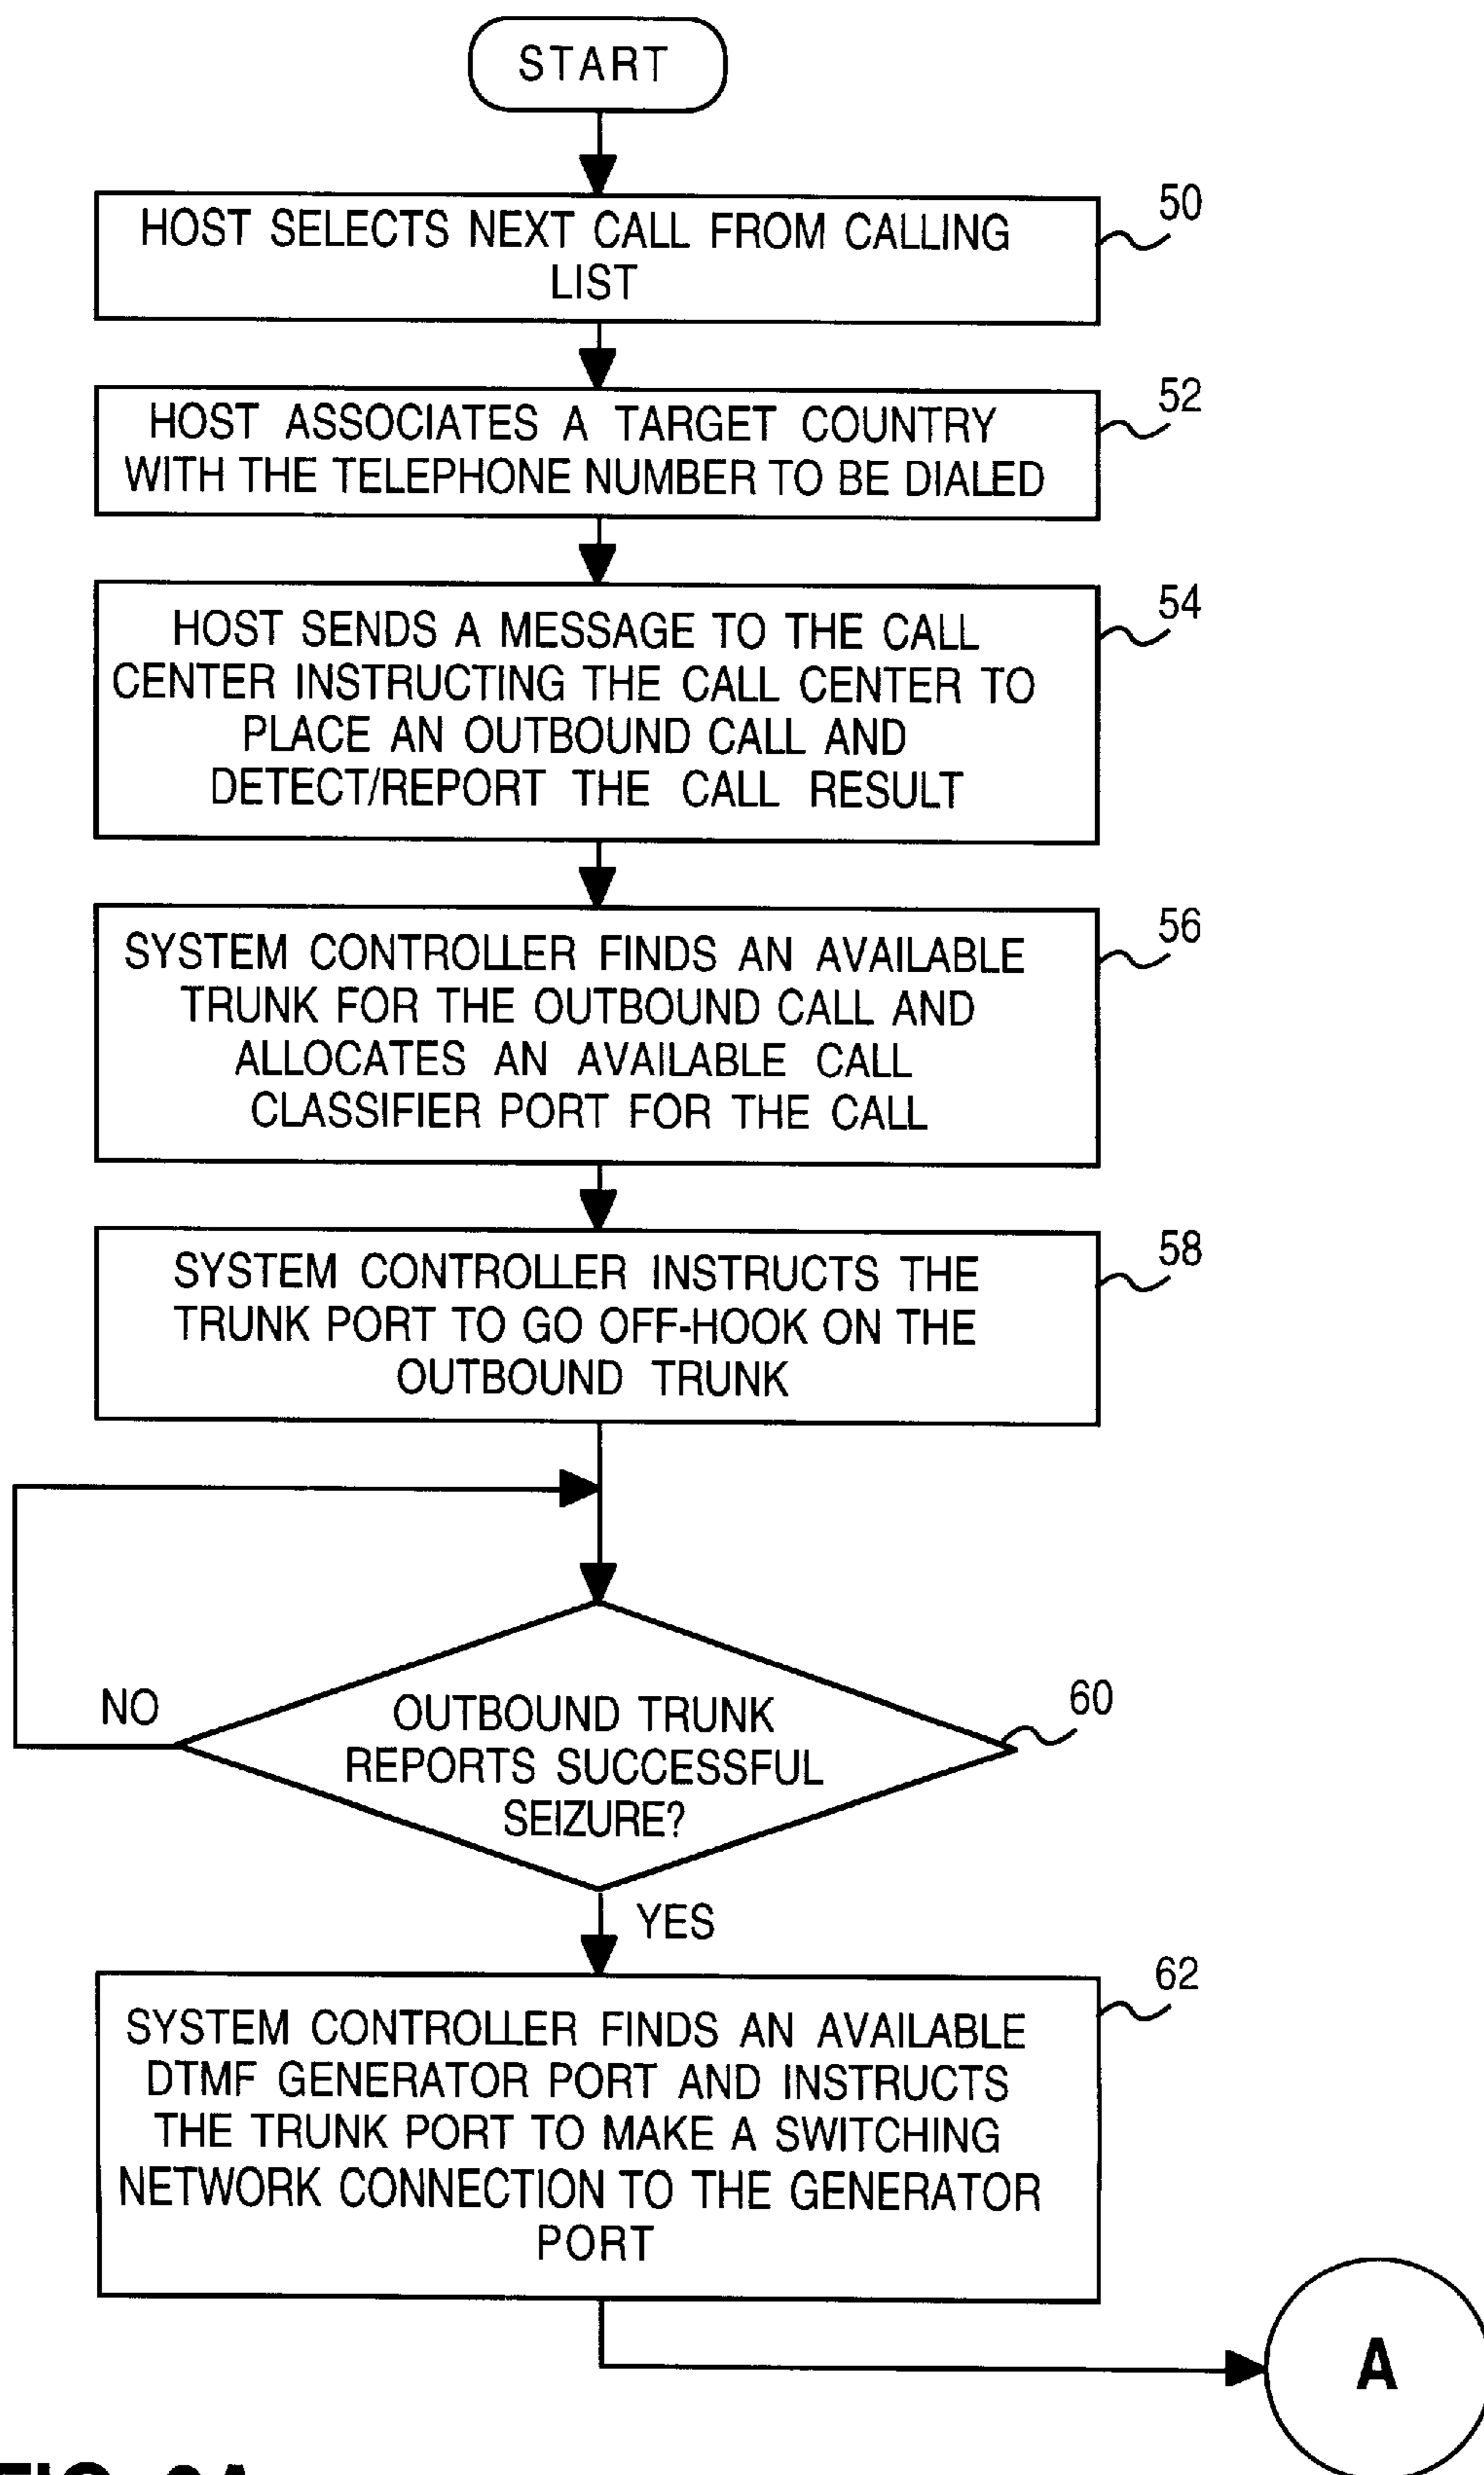 START
50
HOST SELECTS NEXT CALL FROM CALLING
LIST
52
HOST ASSOCIATES A TARGET COUNTRY
WITH THE TELEPHONE NUMBER TO BE DIALED
54
HOST SENDS A MESSAGE TO THE CALL
CENTER INSTRUCTING THE CALL CENTER TO
PLACE AN OUTBOUND CALL AND
DETECT/REPORT THE CALL RESULT
56
SYSTEM CONTROLLER FINDS AN AVAILABLE
TRUNK FOR THE OUTBOUND CALL AND
ALLOCATES AN AVAILABLE CALL
CLASSIFIER PORT FOR THE CALL
58
SYSTEM CONTROLLER INSTRUCTS THE
TRUNK PORT TO GO OFF-HOOK ON THE
OUTBOUND TRUNK
60
NO
OUTBOUND TRUNK
REPORTS SUCCESSFUL
SEIZURE?
YES
62
SYSTEM CONTROLLER FINDS AN AVAILABLE
DTMF GENERATOR PORT AND INSTRUCTS
THE TRUNK PORT TO MAKE A SWITCHING
NETWORK CONNECTION TO THE GENERATOR
PORT
A